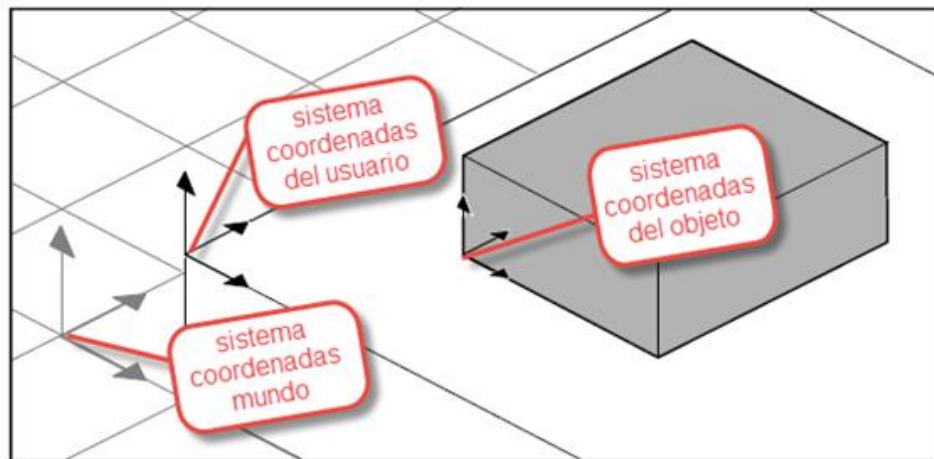 sistema
coordenadas
del usuario
sistema
coordenadas
del objeto
sistema
coordenadas
mundo